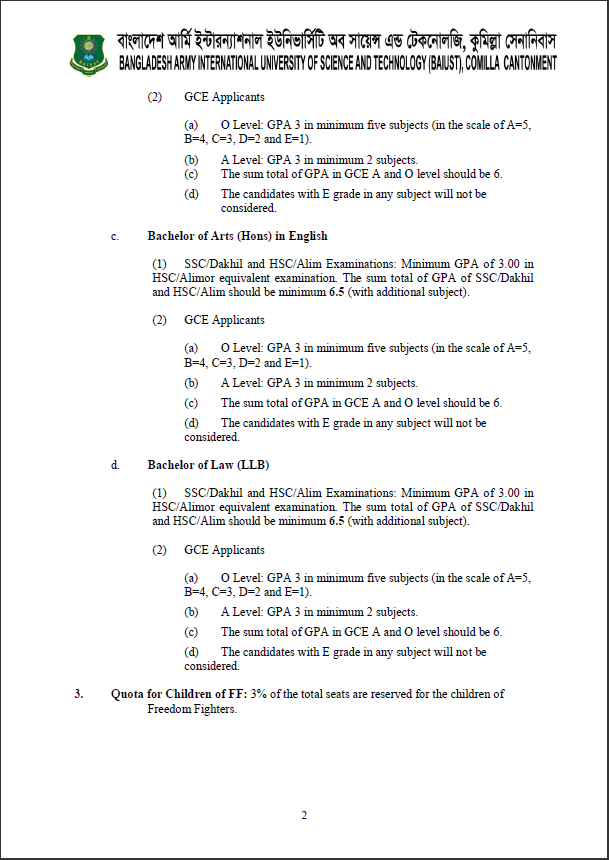 বাংলাদেশ আর্মি ইন্টারন্যাশনাল ইউনিভার্সিটি অব সায়েন্স এন্ড টেকনোলজি, কুমিল্লা সেনানিবাস
BANGLADESH ARMY INTERNATIONAL UNIVERSITY OF SCIENCE AND TECHNOLOGY (BAIUST), COMILLA CANTONMENT
(2) GCE Applicants
(a) O Level: GPA 3 in minimum five subjects (in the scale of A=5,
B=4, C=3, D=2 and E=1).
(b) A Level: GPA 3 in minimum 2 subjects.
(c) The sum total of GPA in GCE A and O level should be 6.
(d) The candidates with E grade in any subject will not be
considered.
c. Bachelor of Arts (Hons) in English
(1) SSC/Dakhil and HSC/Alim Examinations: Minimum GPA of 3.00 in
HSC/Alimor equivalent examination. The sum total of GPA of SSC/Dakhil
and HSC/Alim should be minimum 6.5 (with additional subject).
(2) GCE Applicants
(a) O Level: GPA 3 in minimum five subjects (in the scale of A=5,
B=4, C=3, D=2 and E=1).
(b) A Level: GPA 3 in minimum 2 subjects.
(c) The sum total of GPA in GCE A and O level should be 6.
(d) The candidates with E grade in any subject will not be
considered.
d. Bachelor of Law (LLB)
(1) SSC/Dakhil and HSC/Alim Examinations: Minimum GPA of 3.00 in
HSC/Alimor equivalent examination. The sum total of GPA of SSC/Dakhil
and HSC/Alim should be minimum 6.5 (with additional subject).
(2) GCE Applicants
(a) O Level: GPA 3 in minimum five subjects (in the scale of A=5,
B=4, C=3, D=2 and E=1).
(b) A Level: GPA 3 in minimum 2 subjects.
(c) The sum total of GPA in GCE A and O level should be 6.
(d) The candidates with E grade in any subject will not be
considered.
3. Quota for Children of FF: 3% of the total seats are reserved for the children of
Freedom Fighters.
2